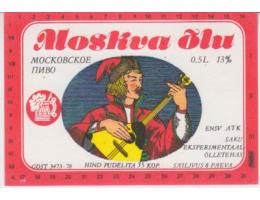 Moskva õlu
МОСКОВСКОЕ
ПИВО
0.5L. 13%
ENSV ATK
SAKU
EKSPERIMENTAAL
ÕLLETEHAS
GOST 3473-78 HIND PUDELITA 35 KOP. SÄILIVUS 8 PÄEVA